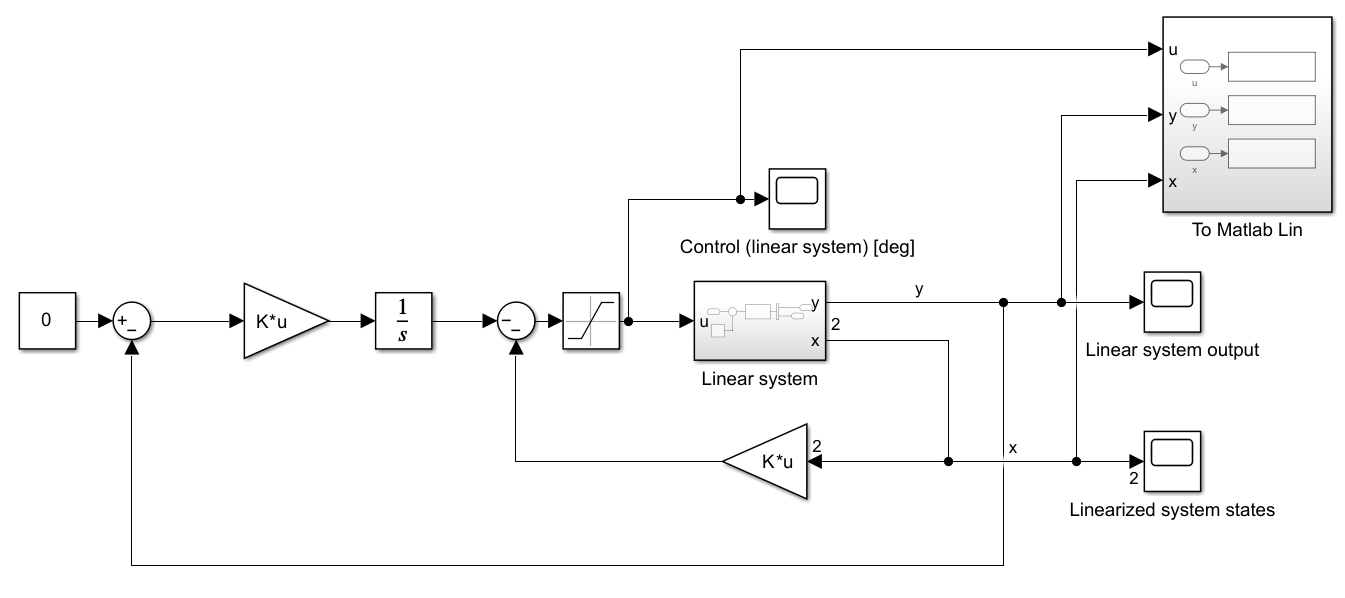 u
u
y
y
x
x
To Matlab Lin
Control (linear system) [deg]
0
+
−
K*u
1
s
−
−
u
y
2
x
Linear system
y
Linear system output
K*u
2
x
2
Linearized system states